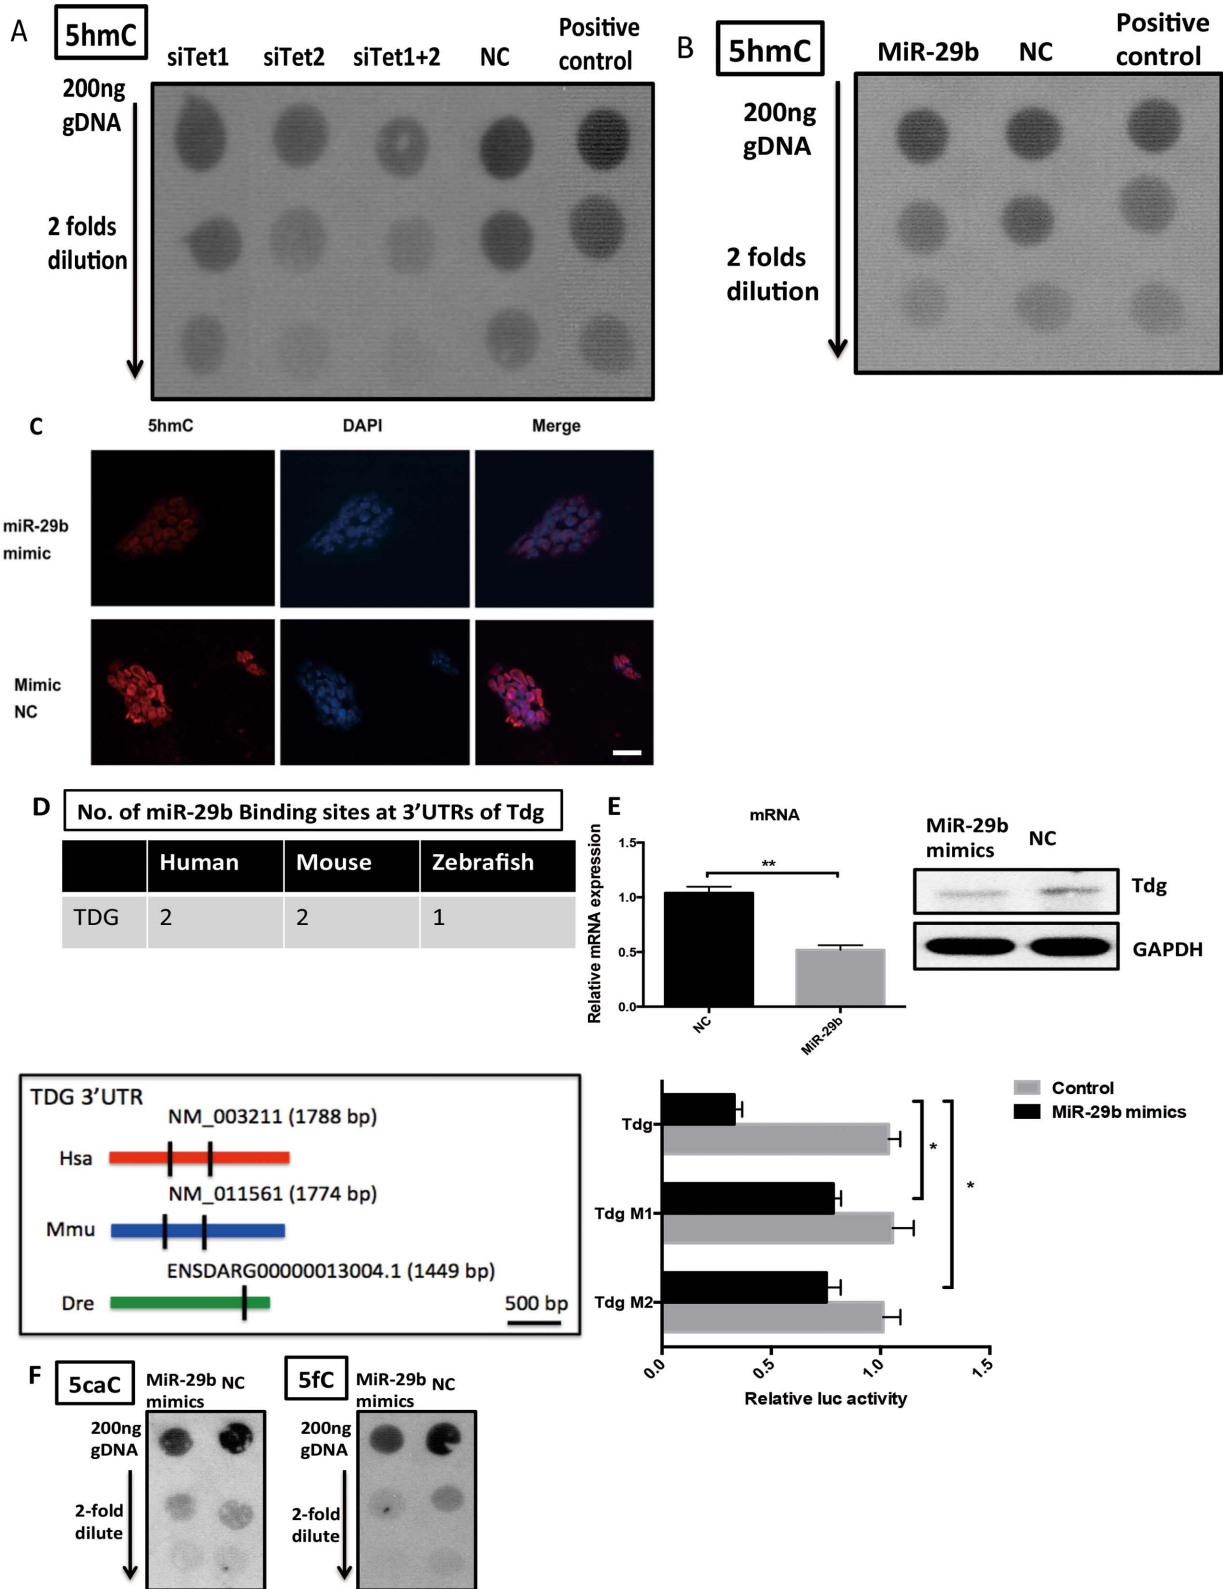 A
5hmC
siTet1 siTet2 siTet1+2 NC Positive control
200ng gDNA
2 folds dilution
B
5hmC
MiR-29b NC Positive control
200ng gDNA
2 folds dilution
C
5hmC DAPI Merge
miR-29b mimic
Mimic NC
D
No. of miR-29b Binding sites at 3’UTRs of Tdg
Human Mouse Zebrafish
TDG 2 2 1
TDG 3’UTR
NM_003211 (1788 bp)
Hsa
NM_011561 (1774 bp)
Mmu
ENSDARG00000013004.1 (1449 bp)
Dre
500 bp
E
mRNA
Relative mRNA expression
1.5
1.0
0.5
0.0
**
NC
MiR-29b
MiR-29b mimics NC
Tdg
GAPDH
Control
MiR-29b mimics
Tdg
Tdg M1
Tdg M2
*
*
0.0 0.5 1.0 1.5
Relative luc activity
F
5caC
MiR-29b mimics NC
200ng gDNA
2-fold dilute
5fC
MiR-29b mimics NC
200ng gDNA
2-fold dilute